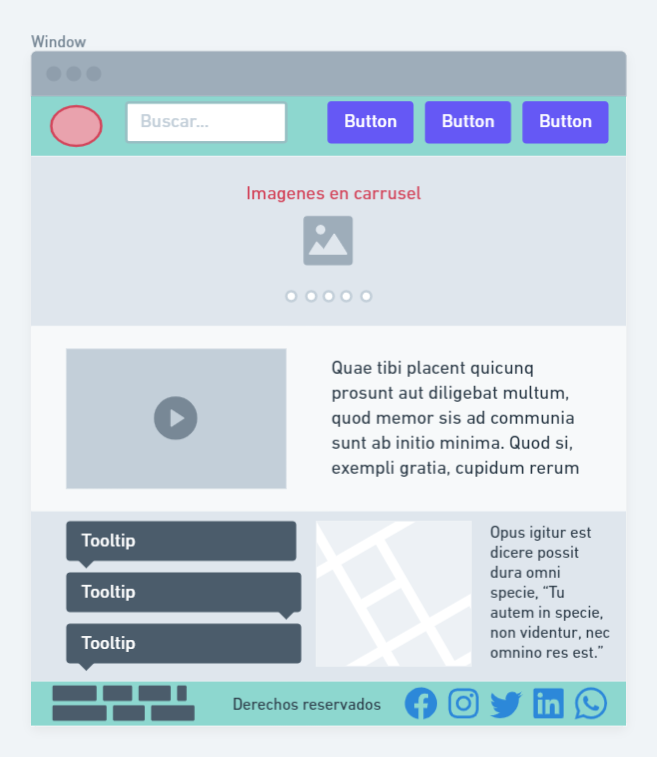 Window
Buscar...
Button
Button
Button
Imagenes en carrusel
Quae tibi placent quicunq
prosunt aut diligebat multum,
quod memor sis ad communia
sunt ab initio minima. Quod si,
exempli gratia, cupidum rerum
Tooltip
Tooltip
Tooltip
Opus igitur est
dicere possit
dura omni
specie, “Tu
autem in specie,
non videntur, nec
omnino res est.”
Derechos reservados